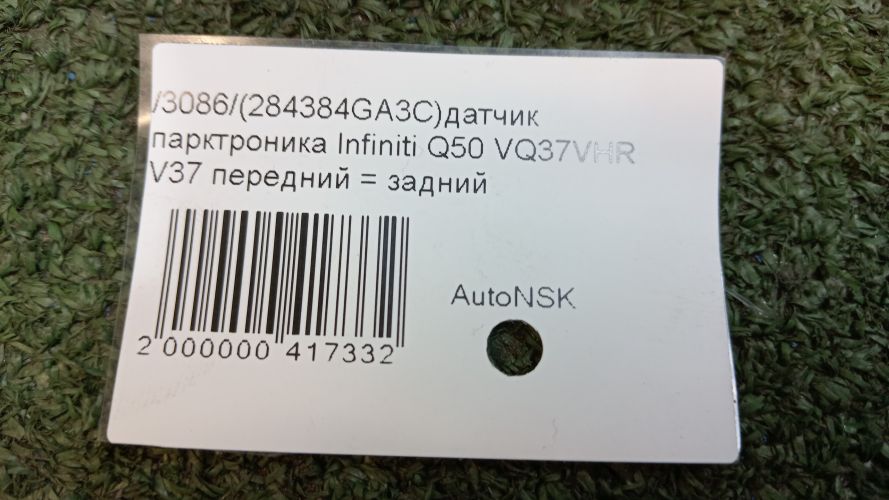 /3086/(284384GA3C)датчик
парктроника Infiniti Q50 VQ37VHR
V37 передний = задний
AutoNSK
2 000000 417332